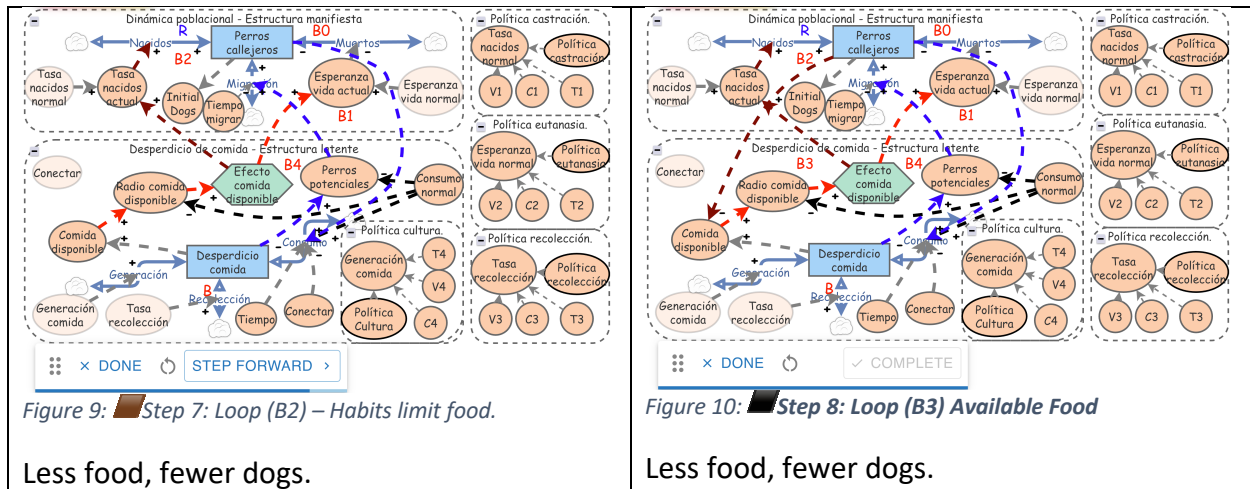 Dinámica poblacional - Estructura manifiesta
Nacidos
R
Perros
callejeros
B0
Muertos
B2
Tasa
nacidos
normal
Tasa
nacidos
actual
Initial
Dogs
Migración
Tiempo
migrar
Esperanza
vida actual
Esperanza
vida normal
B1
Desperdicio de comida - Estructura latente
Conectar
Radio comida
disponible
Efecto
comida
disponible
B4
Perros
potenciales
Consumo
normal
Comida
disponible
Generación
Desperdicio
comida
Consumo
B
Recolección
Generación
comida
Tasa
recolección
Tiempo
Conectar
Política cultura.
Generación
comida
T4
V4
Política
Cultura
C4
Política castración.
Tasa
nacidos
normal
Política
castración
V1
C1
T1
Política eutanasia.
Esperanza
vida normal
Política
eutanasia
V2
C2
T2
Política recolección.
Tasa
recolección
Política
recolección
V3
C3
T3
× DONE
STEP FORWARD >
Figure 9: Step 7: Loop (B2) – Habits limit food.
Less food, fewer dogs.
Dinámica poblacional - Estructura manifiesta
Nacidos
R
Perros
callejeros
B0
Muertos
B2
Tasa
nacidos
normal
Tasa
nacidos
actual
Initial
Dogs
Migración
Tiempo
migrar
Esperanza
vida actual
Esperanza
vida normal
B1
Desperdicio de comida - Estructura latente
Conectar
B3
Radio comida
disponible
Efecto
comida
disponible
B4
Perros
potenciales
Consumo
normal
Comida
disponible
Generación
Desperdicio
comida
Consumo
B
Recolección
Generación
comida
Tasa
recolección
Tiempo
Conectar
Política cultura.
Generación
comida
T4
V4
Política
Cultura
C4
Política castración.
Tasa
nacidos
normal
Política
castración
V1
C1
T1
Política eutanasia.
Esperanza
vida normal
Política
eutanasia
V2
C2
T2
Política recolección.
Tasa
recolección
Política
recolección
V3
C3
T3
× DONE
✓ COMPLETE
Figure 10: Step 8: Loop (B3) Available Food
Less food, fewer dogs.